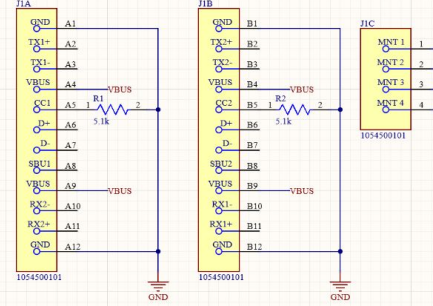 J1A
GND A1
TX1+ A2
TX1- A3
VBUS A4 VBUS
CC1 A5 1 R1 2
5.1k
D+ A6
D- A7
SBU1 A8
VBUS A9 VBUS
RX2- A10
RX2+ A11
GND A12
1054500101
GND
J1B
GND B1
TX2+ B2
TX2- B3
VBUS B4 VBUS
CC2 B5 1 R2 2
5.1k
D+ B6
D- B7
SBU2 B8
VBUS B9 VBUS
RX1- B10
RX1+ B11
GND B12
1054500101
GND
J1C
MNT 1 1
MNT 2 2
MNT 3 3
MNT 4 4
1054500101